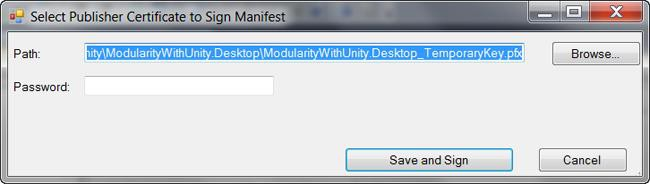 Select Publisher Certificate to Sign Manifest
Path: nity\ModularityWithUnity.Desktop\ModularityWithUnity.Desktop_TemporaryKey.pfx Browse...
Password:
Save and Sign Cancel